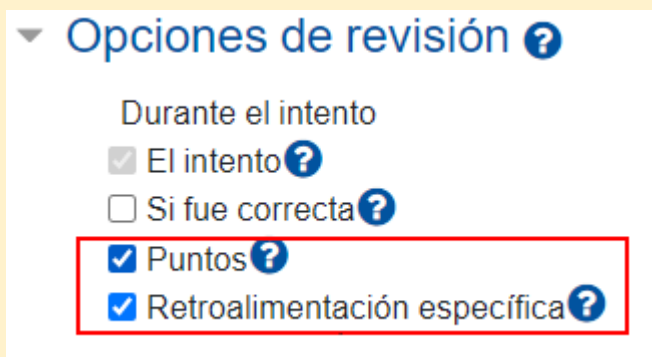 Opciones de revisión ?
Durante el intento
El intento ?
Si fue correcta ?
Puntos ?
Retroalimentación específica ?